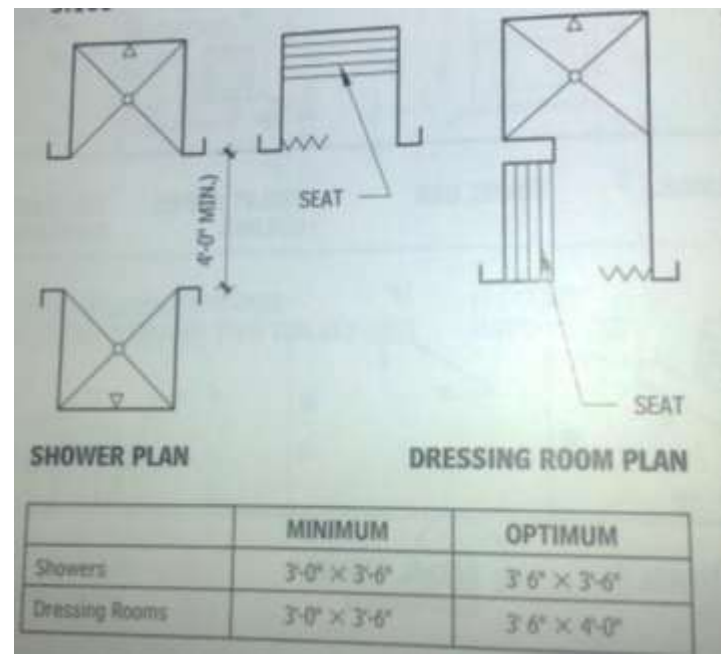 SEAT
4'-0" MIN.)
SEAT
SHOWER PLAN
DRESSING ROOM PLAN
MINIMUM OPTIMUM
Showers 3'-0" × 3'-6" 3' 6" × 3'-6"
Dressing Rooms 3'-0" × 3'-6" 3' 6" × 4'-0"